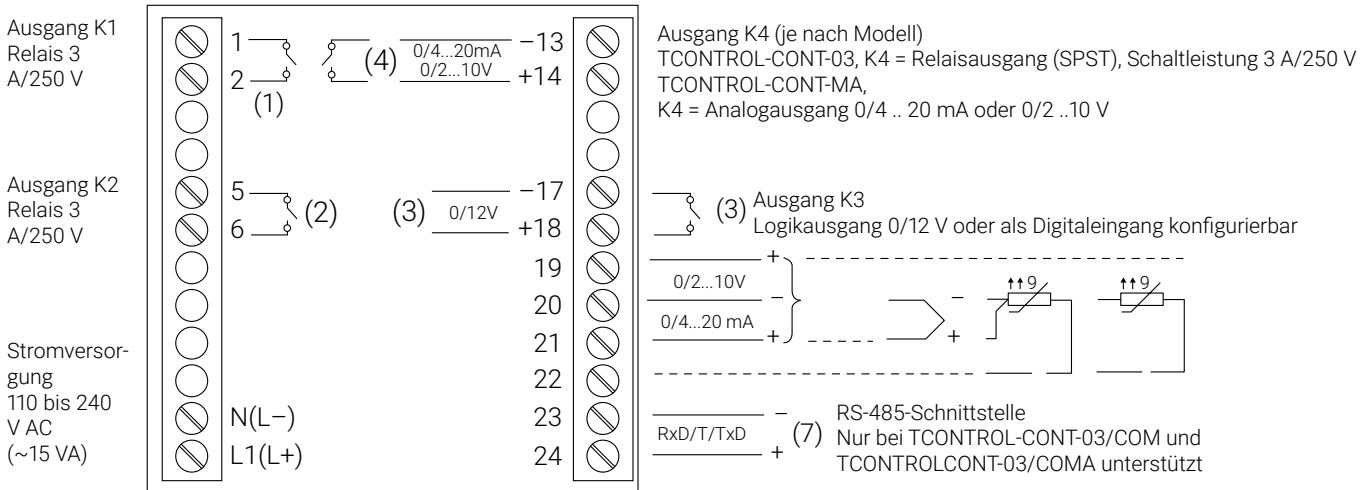 Ausgang K1
Relais 3
A/250 V
1
2
(1)
(4)
0/4...20mA
0/2...10V
−13
+14
Ausgang K4 (je nach Modell)
TCONTROL-CONT-03, K4 = Relaisausgang (SPST), Schaltleistung 3 A/250 V
TCONTROL-CONT-MA,
K4 = Analogausgang 0/4 .. 20 mA oder 0/2 ..10 V
Ausgang K2
Relais 3
A/250 V
5
6
(2)
(3)
0/12V
−17
+18
(3)
Ausgang K3
Logikausgang 0/12 V oder als Digitaleingang konfigurierbar
19
20
21
22
+
0/2...10V
−
0/4...20 mA
+
−
+
↑↑9
↑↑9
Stromversor-
gung
110 bis 240
V AC
(~15 VA)
N(L−)
L1(L+)
23
24
−
RxD/T/TxD
+
(7)
RS-485-Schnittstelle
Nur bei TCONTROL-CONT-03/COM und
TCONTROLCONT-03/COMA unterstützt